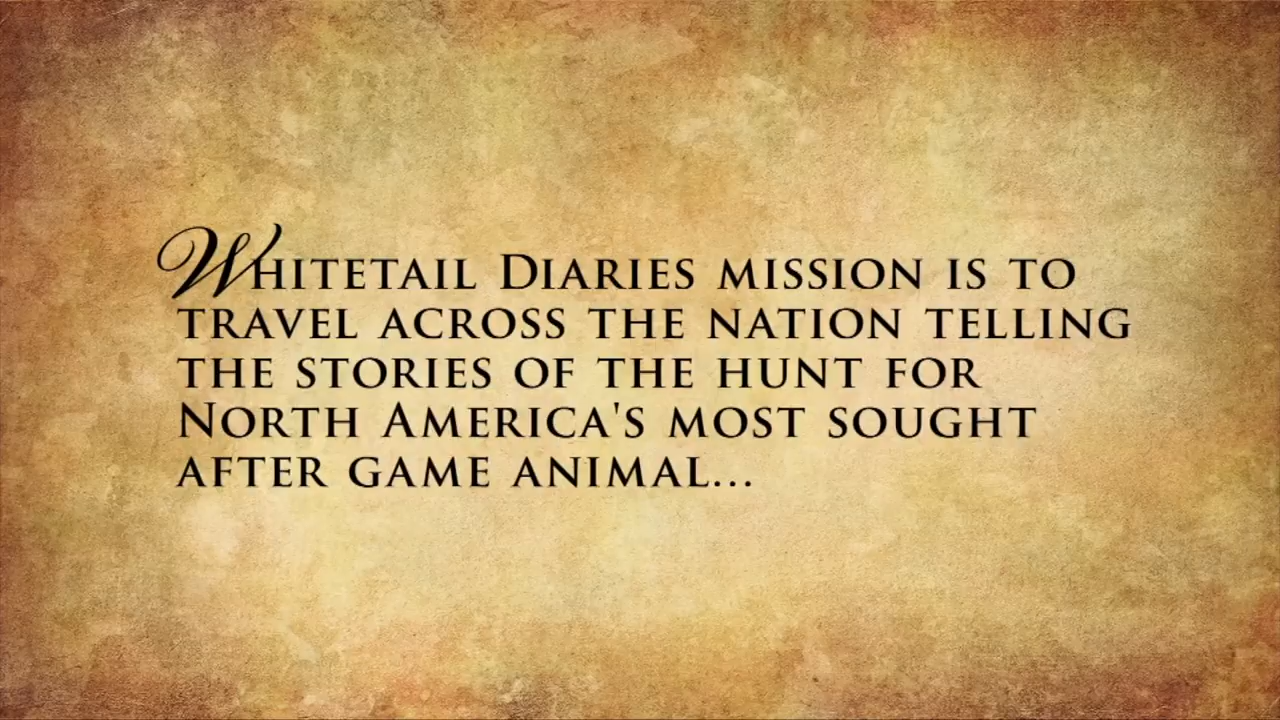 Whitetail Diaries mission is to
travel across the nation telling
the stories of the hunt for
North America's most sought
after game animal...